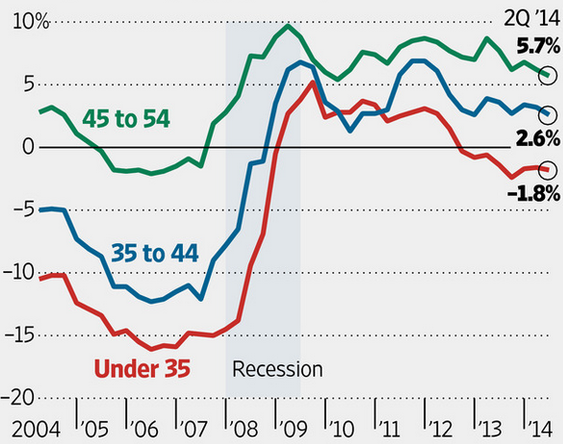 10%
2Q '14
5.7%
5
45 to 54
0
2.6%
–1.8%
–5
35 to 44
–10
–15
Under 35
Recession
–20
2004 '05 '06 '07 '08 '09 '10 '11 '12 '13 '14